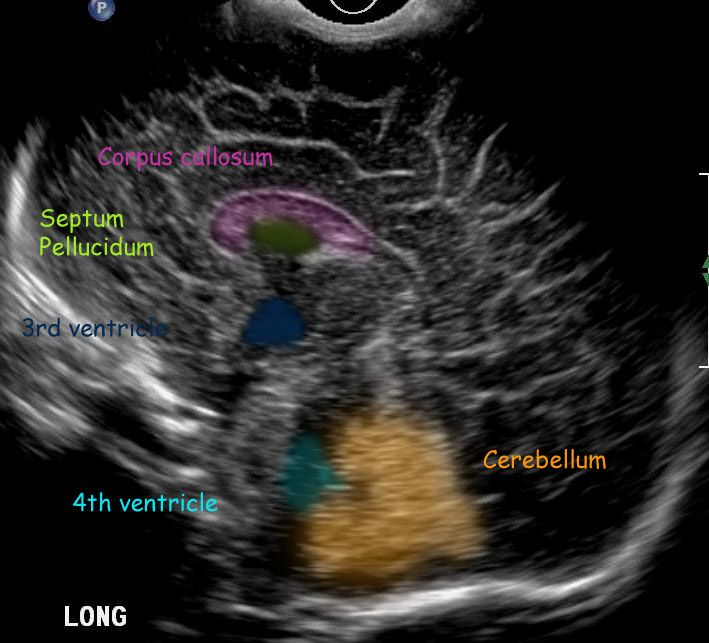 P
Corpus callosum
Septum
Pellucidum
3rd ventricle
Cerebellum
4th ventricle
LONG